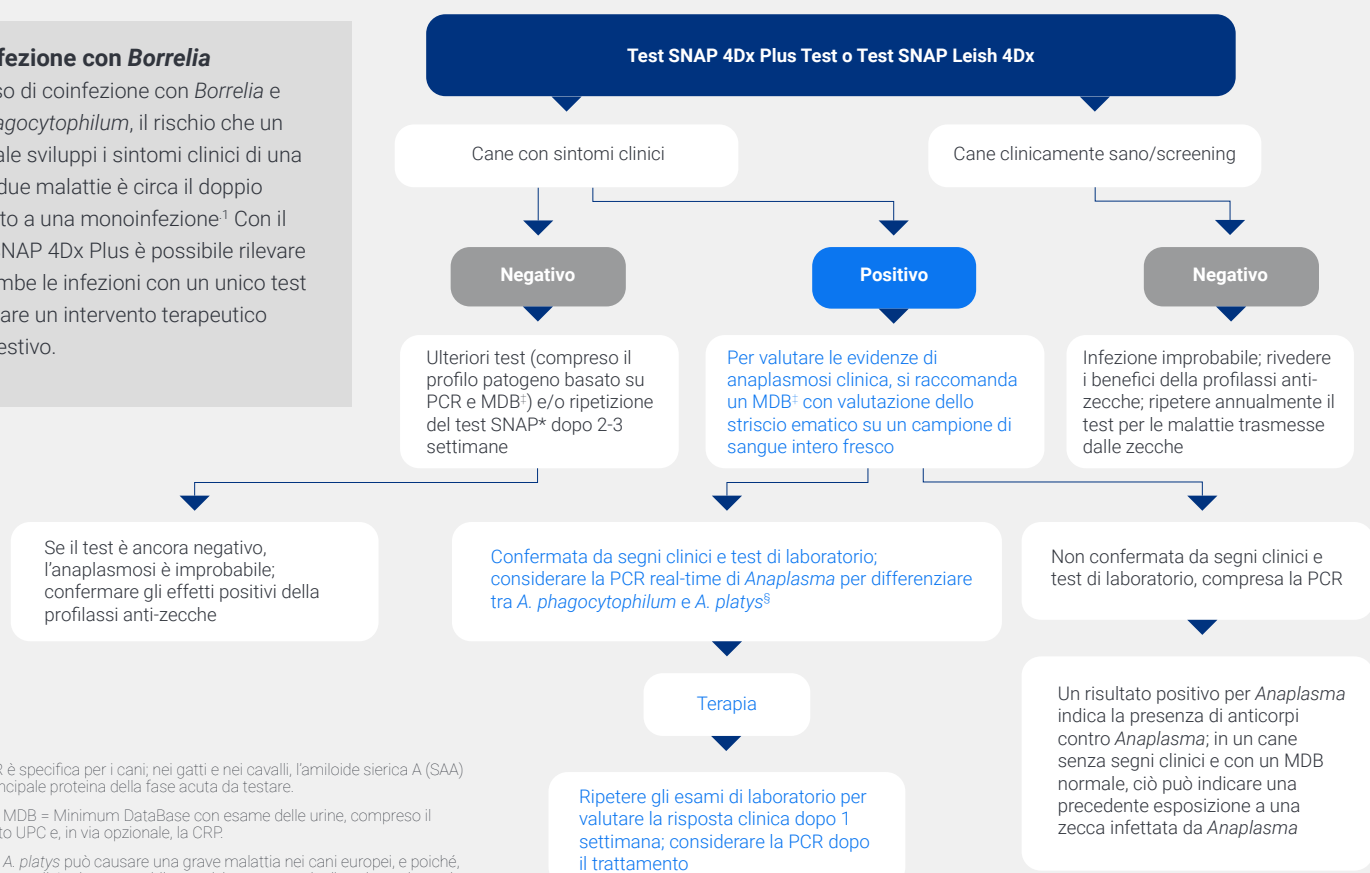 fezione con Borrelia
so di coinfezione con Borrelia e
agocytophilum, il rischio che un
ale sviluppi i sintomi clinici di una
due malattie è circa il doppio
to a una monoinfezione.1 Con il
SNAP 4Dx Plus è possibile rilevare
mbe le infezioni con un unico test
are un intervento terapeutico
estivo.
Test SNAP 4Dx Plus Test o Test SNAP Leish 4Dx
Cane con sintomi clinici
Cane clinicamente sano/screening
Negativo
Positivo
Negativo
Ulteriori test (compreso il
profilo patogeno basato su
PCR e MDB‡) e/o ripetizione
del test SNAP* dopo 2-3
settimane
Per valutare le evidenze di
anaplasmosi clinica, si raccomanda
un MDB‡ con valutazione dello
striscio ematico su un campione di
sangue intero fresco
Infezione improbabile; rivedere
i benefici della profilassi anti-
zecche; ripetere annualmente il
test per le malattie trasmesse
dalle zecche
Se il test è ancora negativo,
l'anaplasmosi è improbabile;
confermare gli effetti positivi della
profilassi anti-zecche
Confermata da segni clinici e test di laboratorio;
considerare la PCR real-time di Anaplasma per differenziare
tra A. phagocytophilum e A. platys§
Non confermata da segni clinici e
test di laboratorio, compresa la PCR
Terapia
Un risultato positivo per Anaplasma
indica la presenza di anticorpi
contro Anaplasma; in un cane
senza segni clinici e con un MDB
normale, ciò può indicare una
precedente esposizione a una
zecca infettata da Anaplasma
Ripetere gli esami di laboratorio per
valutare la risposta clinica dopo 1
settimana; considerare la PCR dopo
il trattamento
R è specifica per i cani; nei gatti e nei cavalli, l'amiloide sierica A (SAA)
ncipale proteina della fase acuta da testare.
MDB = Minimum DataBase con esame delle urine, compreso il
to UPC e, in via opzionale, la CRP.
A. platys può causare una grave malattia nei cani europei, e poiché,